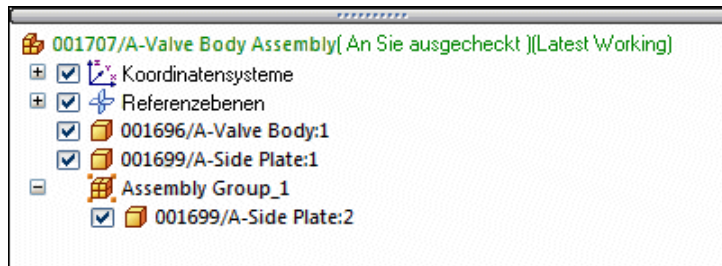 001707/A-Valve Body Assembly( An Sie ausgecheckt )(Latest Working)
Koordinatensysteme
Referenzebenen
001696/A-Valve Body:1
001699/A-Side Plate:1
Assembly Group_1
001699/A-Side Plate:2